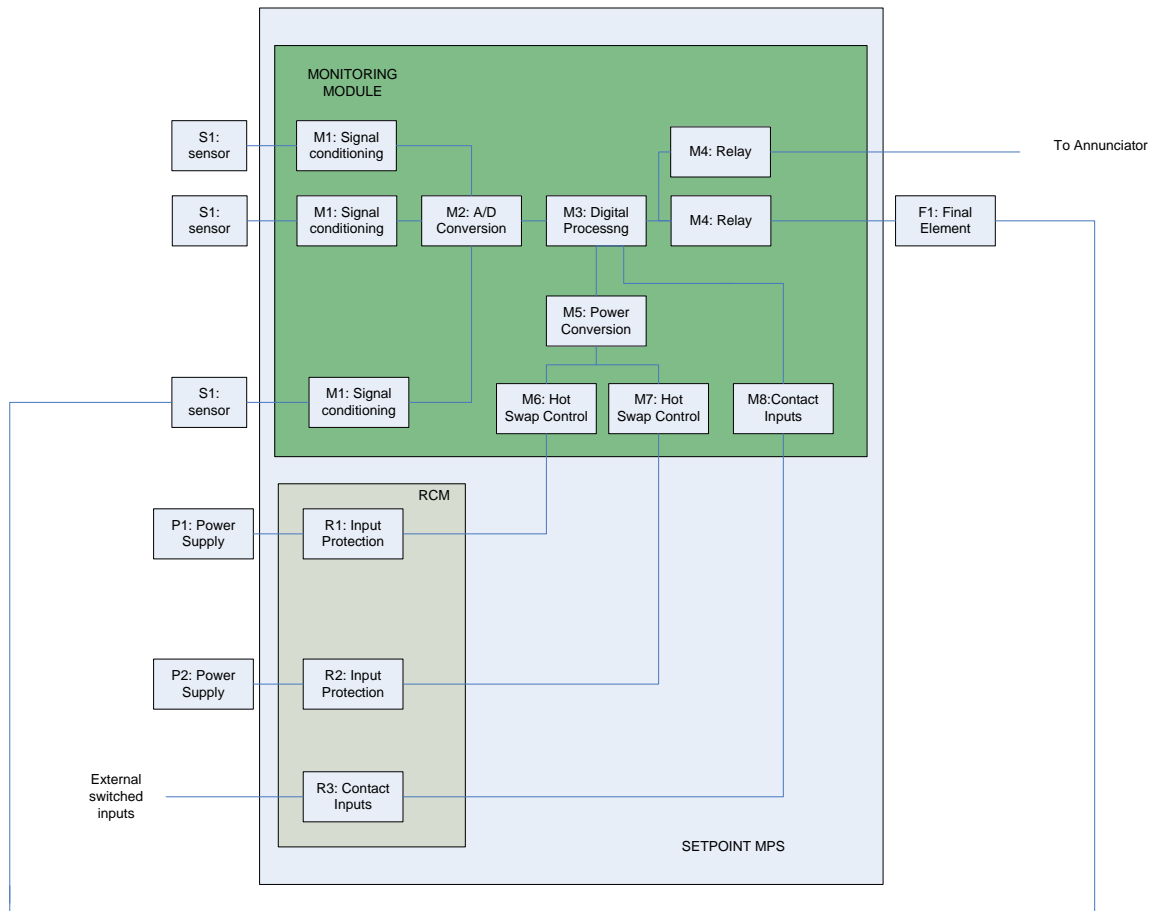 MONITORING
MODULE
S1:
sensor
M1: Signal
conditioning
M4: Relay
To Annunciator
S1:
sensor
M1: Signal
conditioning
M2: A/D
Conversion
M3: Digital
Processng
M4: Relay
F1: Final
Element
M5: Power
Conversion
S1:
sensor
M1: Signal
conditioning
M6: Hot
Swap Control
M7: Hot
Swap Control
M8:Contact
Inputs
RCM
P1: Power
Supply
R1: Input
Protection
P2: Power
Supply
R2: Input
Protection
External
switched
inputs
R3: Contact
Inputs
SETPOINT MPS